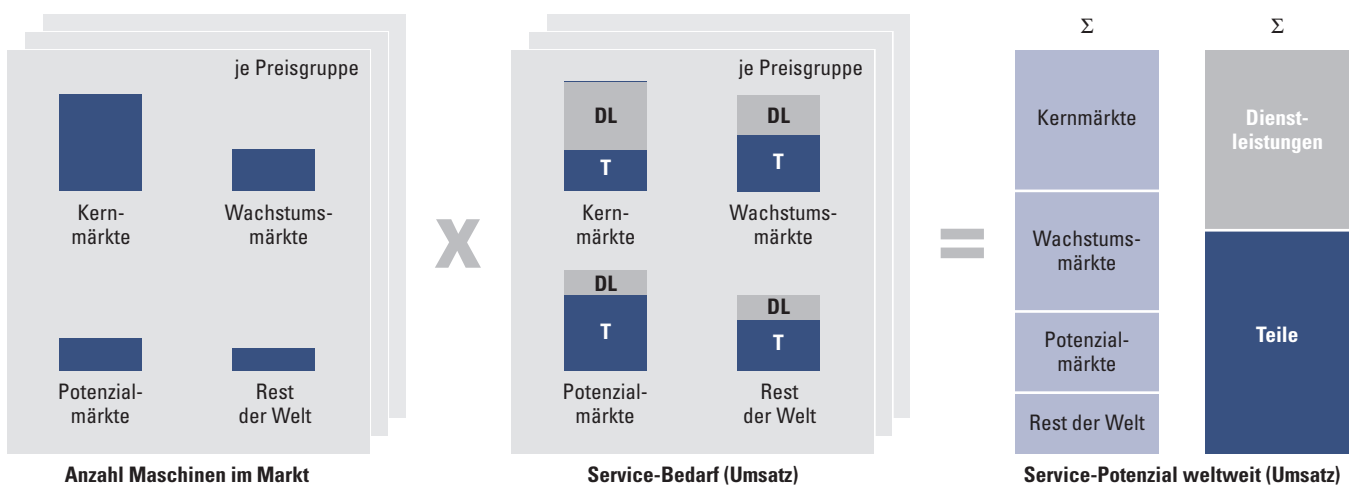 je Preisgruppe
Kern-
märkte
Wachstums-
märkte
Potenzial-
märkte
Rest
der Welt
Anzahl Maschinen im Markt
X
je Preisgruppe
DL
T
Kern-
märkte
DL
T
Wachstums-
märkte
DL
T
Potenzial-
märkte
DL
T
Rest
der Welt
Service-Bedarf (Umsatz)
=
Σ
Kernmärkte
Wachstums-
märkte
Potenzial-
märkte
Rest der Welt
Σ
Dienst-
leistungen
Teile
Service-Potenzial weltweit (Umsatz)